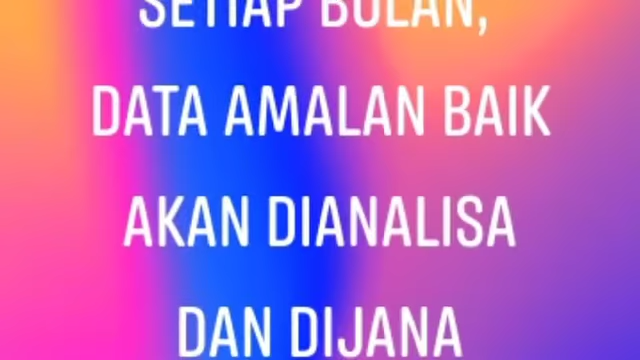 SETIAP BULAN,
DATA AMALAN BAIK
AKAN DIANALISA
DAN DIJANA